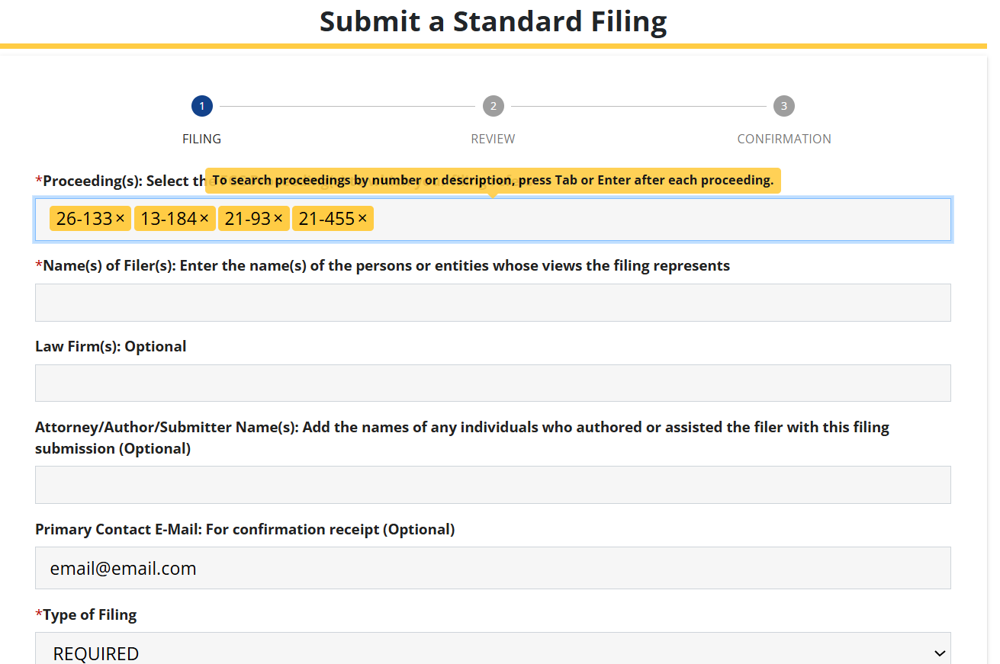 Submit a Standard Filing
1
2
3
FILING
REVIEW
CONFIRMATION
*Proceeding(s): Select the
To search proceedings by number or description, press Tab or Enter after each proceeding.
26-133× 13-184× 21-93× 21-455×
*Name(s) of Filer(s): Enter the name(s) of the persons or entities whose views the filing represents
Law Firm(s): Optional
Attorney/Author/Submitter Name(s): Add the names of any individuals who authored or assisted the filer with this filing
submission (Optional)
Primary Contact E-Mail: For confirmation receipt (Optional)
email@email.com
*Type of Filing
REQUIRED